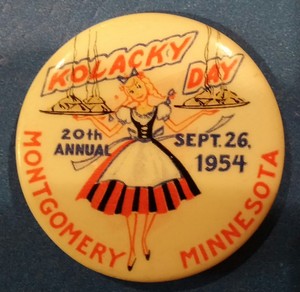 KOLACKY DAY
20th ANNUAL
SEPT. 26, 1954
MONTGOMERY MINNESOTA